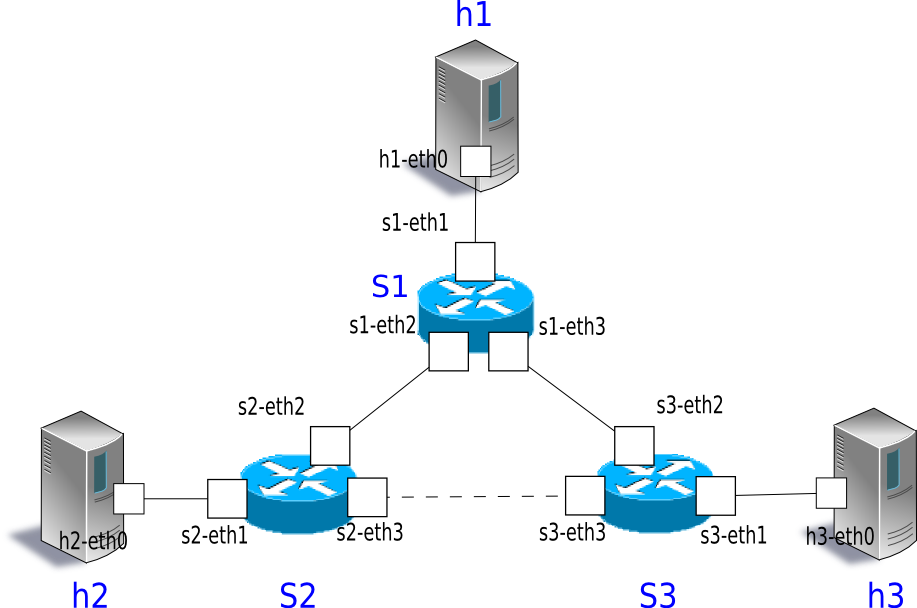 h1
h1-eth0
s1-eth1
S1
s1-eth2
s1-eth3
s2-eth2
s3-eth2
h2-eth0
s2-eth1
s2-eth3
s3-eth3
s3-eth1
h3-eth0
h2
S2
S3
h3